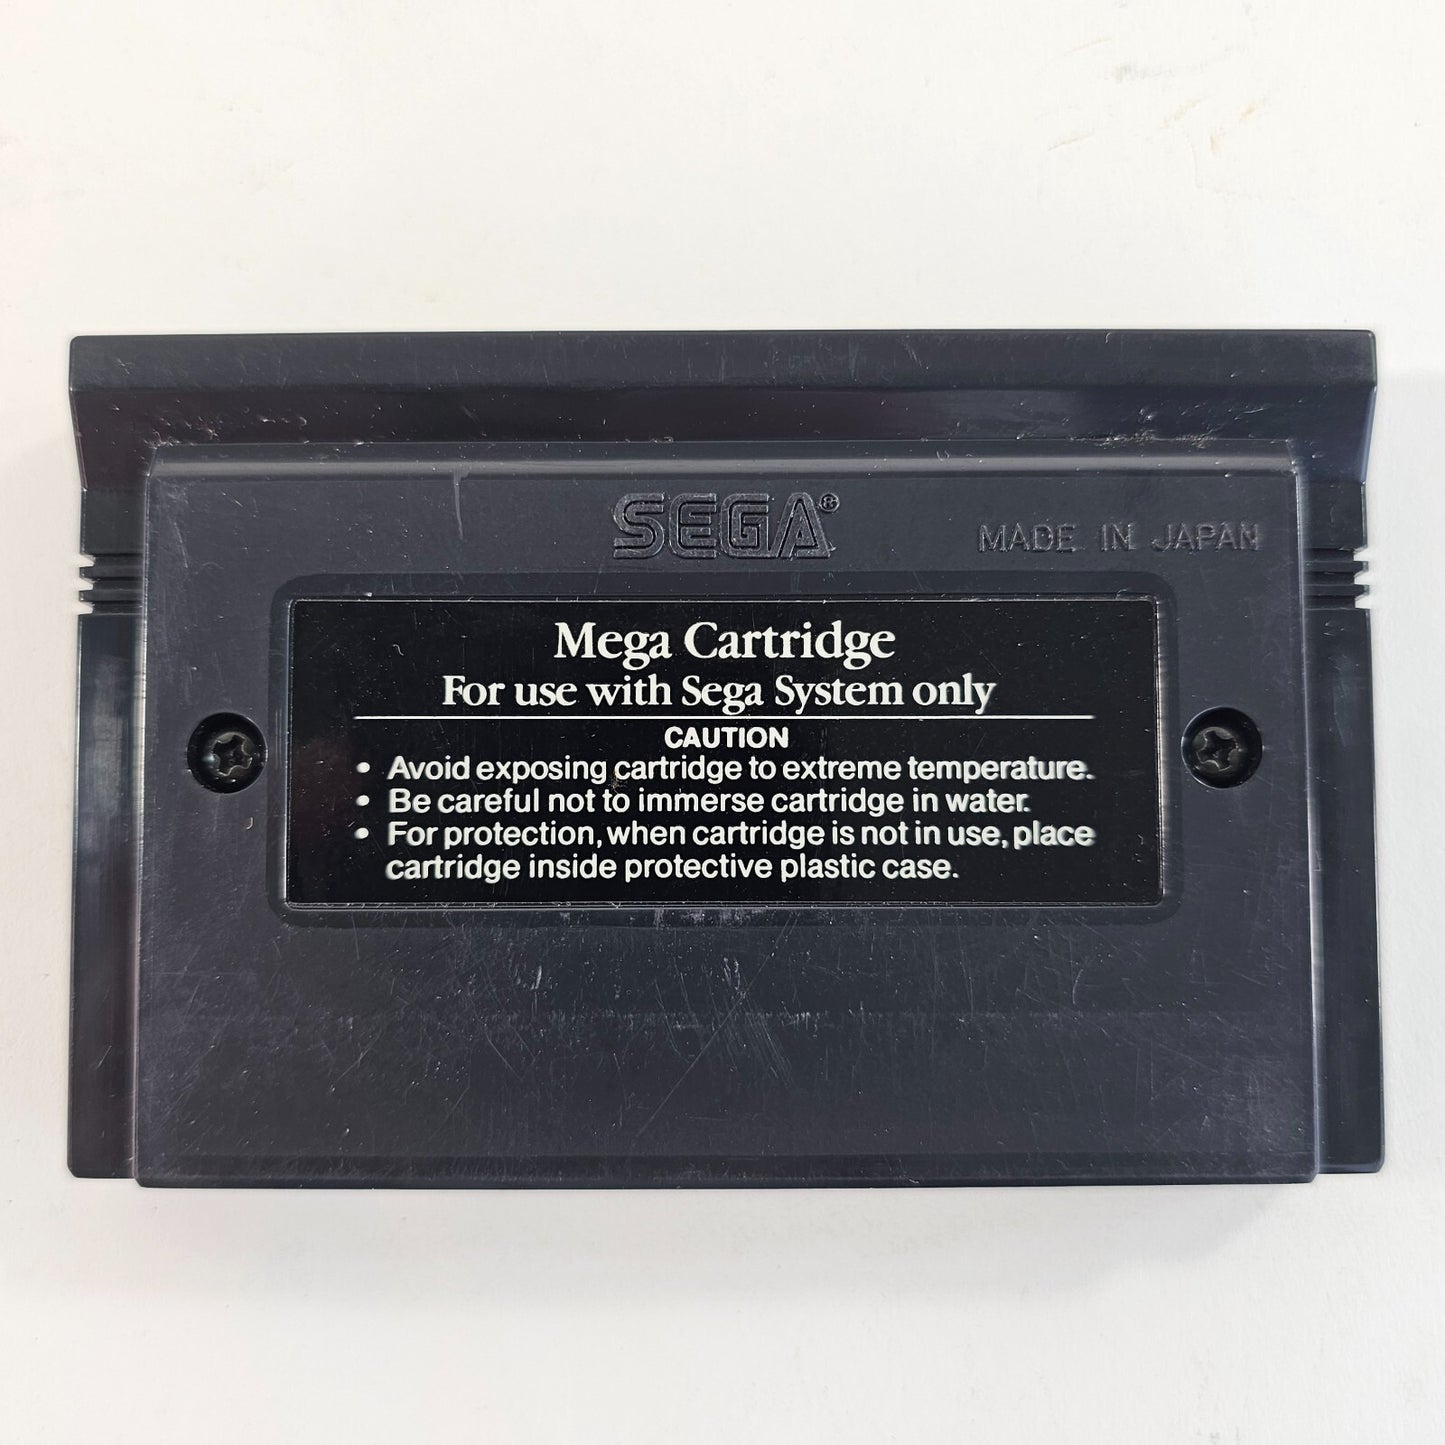 SEGA®
MADE IN JAPAN
Mega Cartridge
For use with Sega System only
CAUTION
• Avoid exposing cartridge to extreme temperature.
• Be careful not to immerse cartridge in water.
• For protection, when cartridge is not in use, place
cartridge inside protective plastic case.